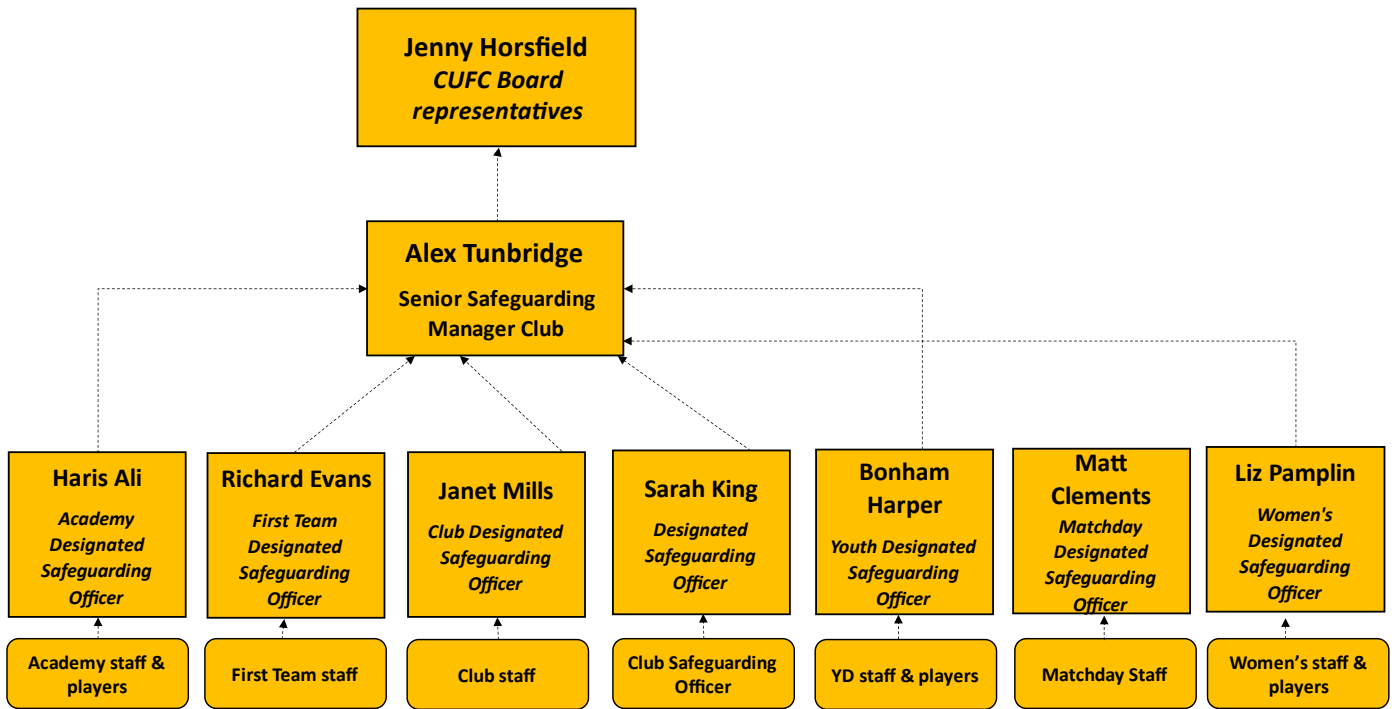 Jenny Horsfield
CUFC Board
representatives
Alex Tunbridge
Senior Safeguarding
Manager Club
Haris Ali
Academy
Designated
Safeguarding
Officer
Richard Evans
First Team
Designated
Safeguarding
Officer
Janet Mills
Club Designated
Safeguarding
Officer
Sarah King
Designated
Safeguarding
Officer
Bonham
Harper
Youth Designated
Safeguarding
Officer
Matt
Clements
Matchday
Designated
Safeguarding
Officer
Liz Pamplin
Women's
Designated
Safeguarding
Officer
Academy staff &
players
First Team staff
Club staff
Club Safeguarding
Officer
YD staff & players
Matchday Staff
Women’s staff &
players